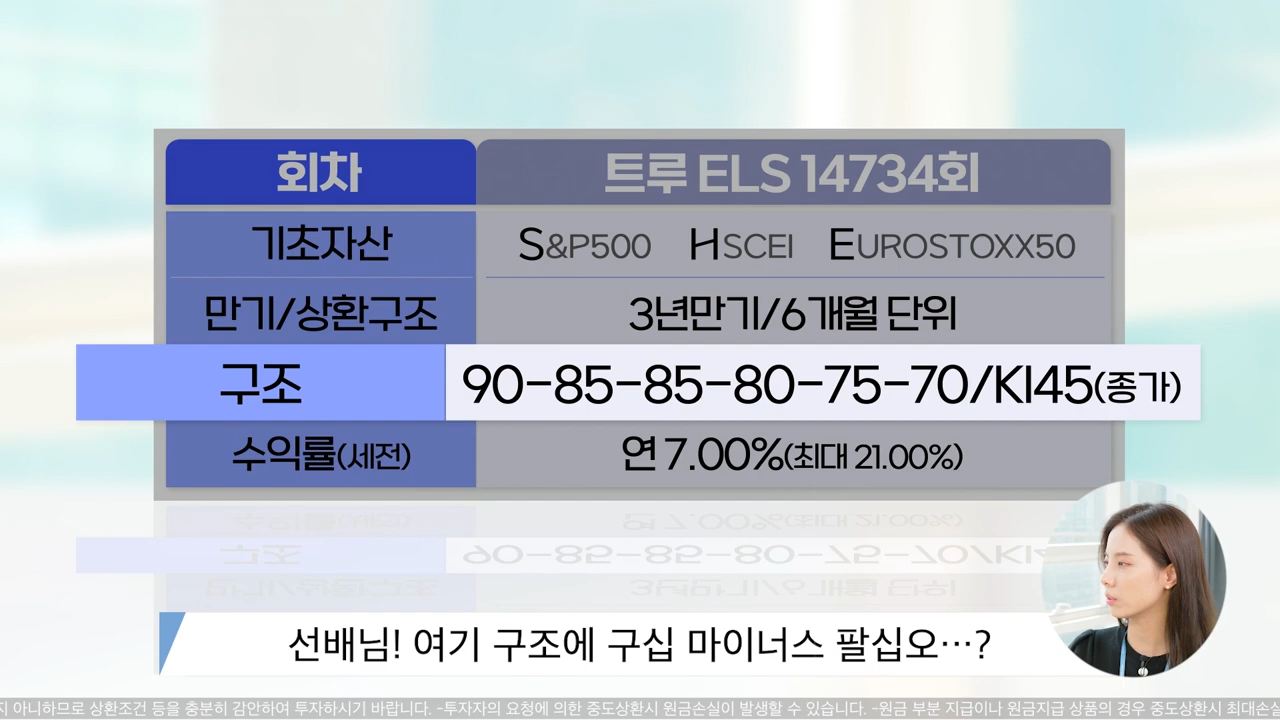 회차 트루 ELS 14734회
기초자산 S&P500 HSCEI EUROSTOXX50
만기/상환구조 3년만기/6개월 단위
구조 90-85-85-80-75-70/KI45(종가)
수익률(세전) 연 7.00%(최대 21.00%)
선배님! 여기 구조에 구십 마이너스 팔십오…?
지 아니하므로 상환조건 등을 충분히 감안하여 투자하시기 바랍니다. -투자자의 요청에 의한 중도상환시 원금손실이 발생할 수 있습니다. -원금 부분 지급이나 원금지급 상품의 경우 중도상환시 최대손실